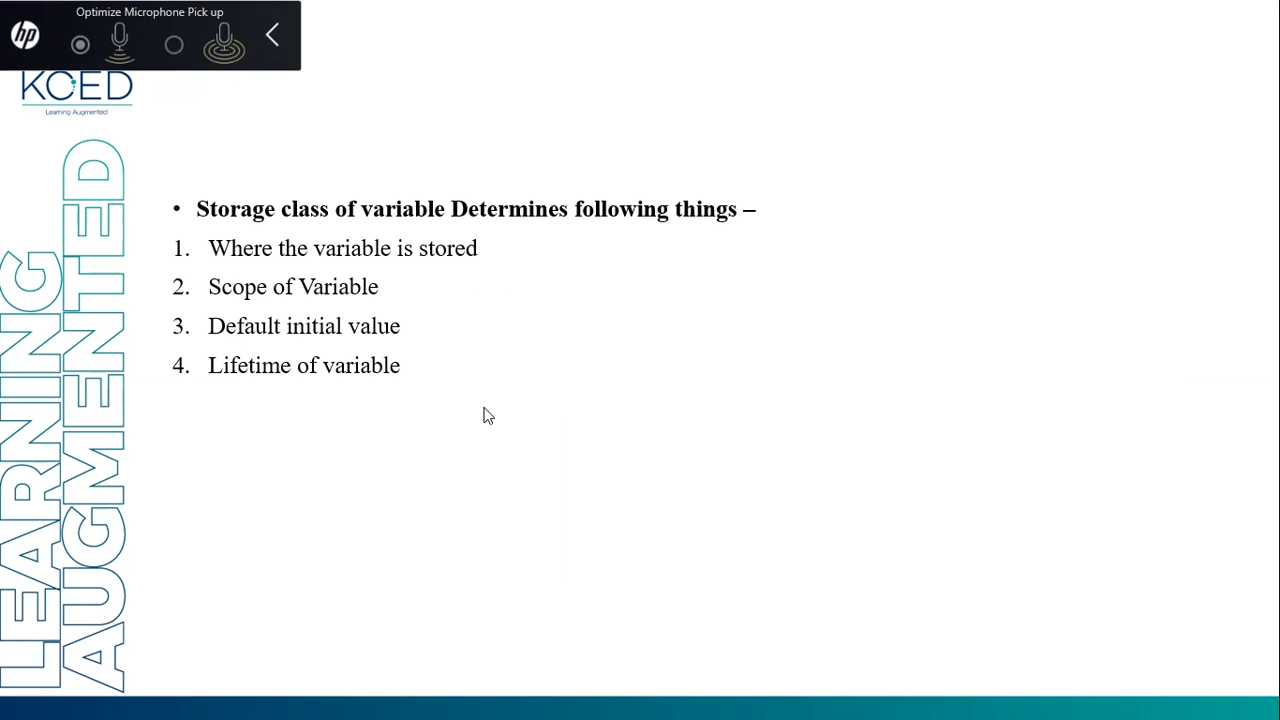 Optimize Microphone Pick up
hp
KCED
Learning Augmented
LEARNING
AUGMENTED
• Storage class of variable Determines following things –
1. Where the variable is stored
2. Scope of Variable
3. Default initial value
4. Lifetime of variable